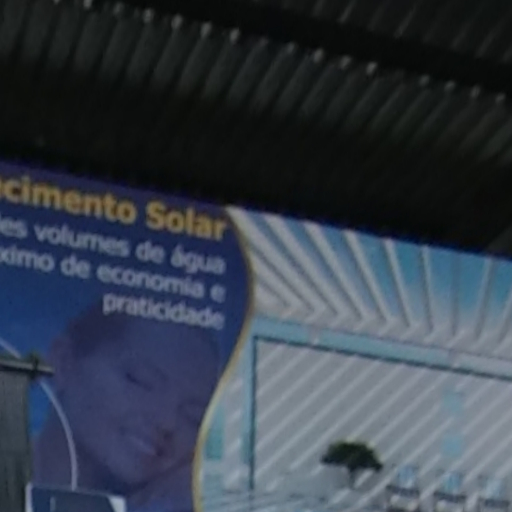 cimento Solar
es volumes de água
ximo de economia e
praticidade